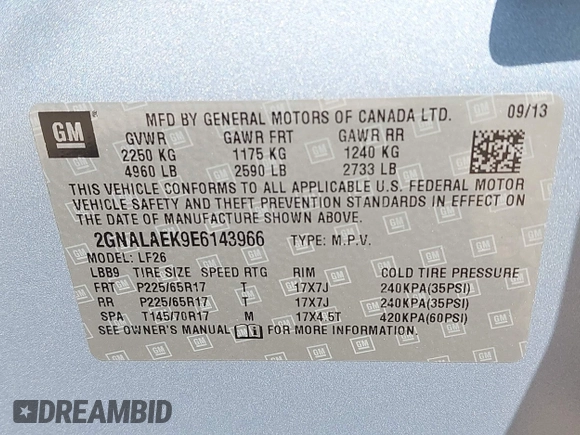 GM
MFD BY GENERAL MOTORS OF CANADA LTD. 09/13
GVWR GAWR FRT GAWR RR
2250 KG 1175 KG 1240 KG
4960 LB 2590 LB 2733 LB
THIS VEHICLE CONFORMS TO ALL APPLICABLE U.S. FEDERAL MOTOR
VEHICLE SAFETY AND THEFT PREVENTION STANDARDS IN EFFECT ON
THE DATE OF MANUFACTURE SHOWN ABOVE.
2GNALAEK9E6143966 TYPE: M.P.V.
MODEL: LF26
LBB9 TIRE SIZE SPEED RTG RIM COLD TIRE PRESSURE
FRT P225/65R17 T 17X7J 240KPA(35PSI)
RR P225/65R17 T 17X7J 240KPA(35PSI)
SPA T145/70R17 M 17X4.5T 420KPA(60PSI)
SEE OWNER'S MANUAL FOR MORE INFORMATION.
DREAMBID